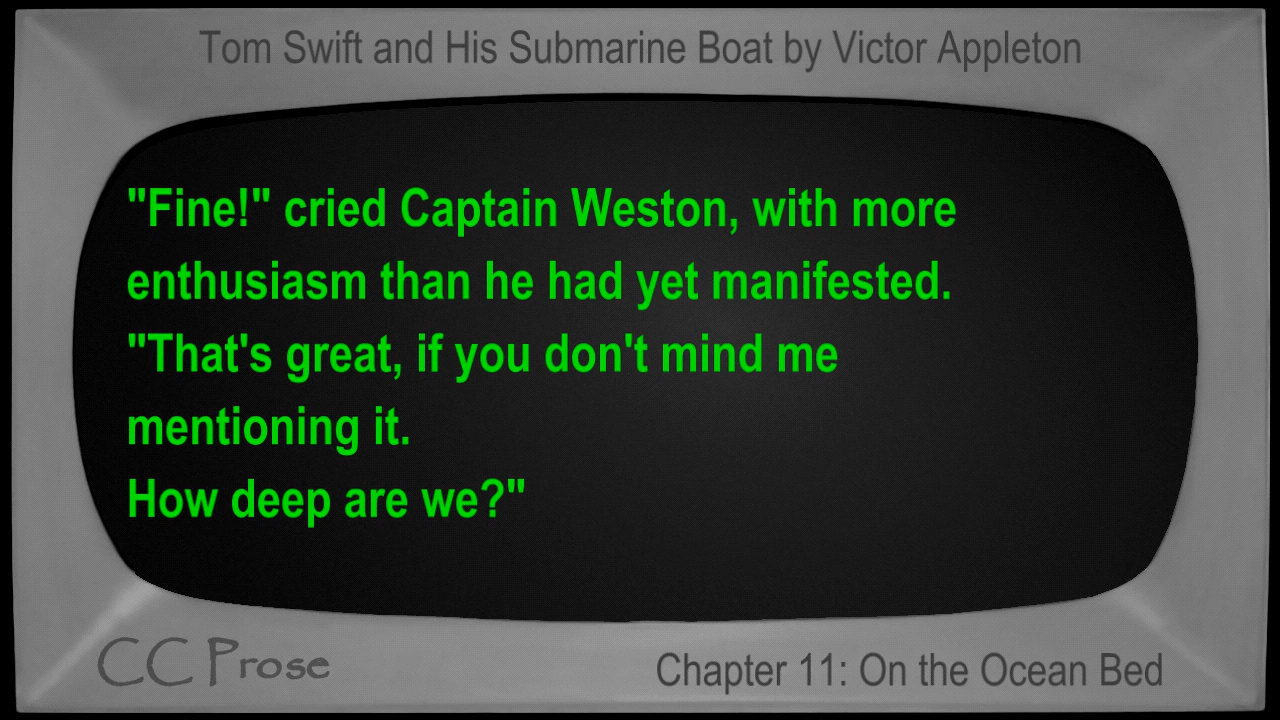 Tom Swift and His Submarine Boat by Victor Appleton
"Fine!" cried Captain Weston, with more
enthusiasm than he had yet manifested.
"That's great, if you don't mind me
mentioning it.
How deep are we?"
CC Prose
Chapter 11: On the Ocean Bed